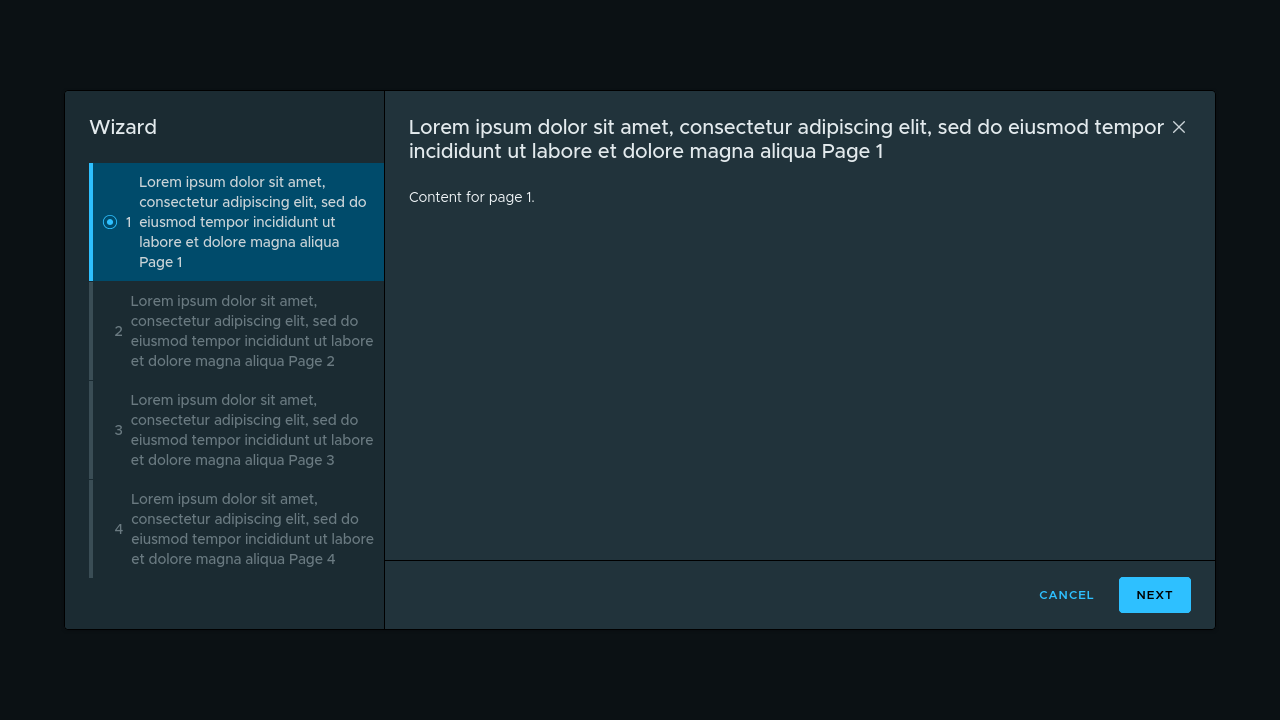 Wizard
1
Lorem ipsum dolor sit amet,
consectetur adipiscing elit, sed do
eiusmod tempor incididunt ut
labore et dolore magna aliqua
Page 1
2
Lorem ipsum dolor sit amet,
consectetur adipiscing elit, sed do
eiusmod tempor incididunt ut labore
et dolore magna aliqua Page 2
3
Lorem ipsum dolor sit amet,
consectetur adipiscing elit, sed do
eiusmod tempor incididunt ut labore
et dolore magna aliqua Page 3
4
Lorem ipsum dolor sit amet,
consectetur adipiscing elit, sed do
eiusmod tempor incididunt ut labore
et dolore magna aliqua Page 4
Lorem ipsum dolor sit amet, consectetur adipiscing elit, sed do eiusmod tempor
incididunt ut labore et dolore magna aliqua Page 1
Content for page 1.
CANCEL
NEXT